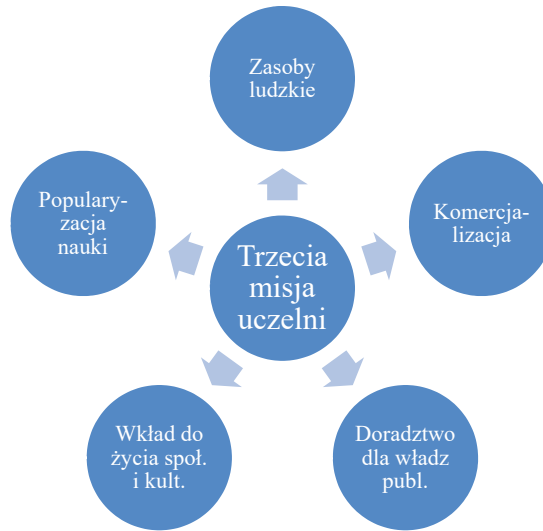 Zasoby
ludzkie
Populary-
zacja
nauki
Komercja-
lizacja
Trzecia
misja
uczelni
Wkład do
życia społ.
i kult.
Doradztwo
dla władz
publ.